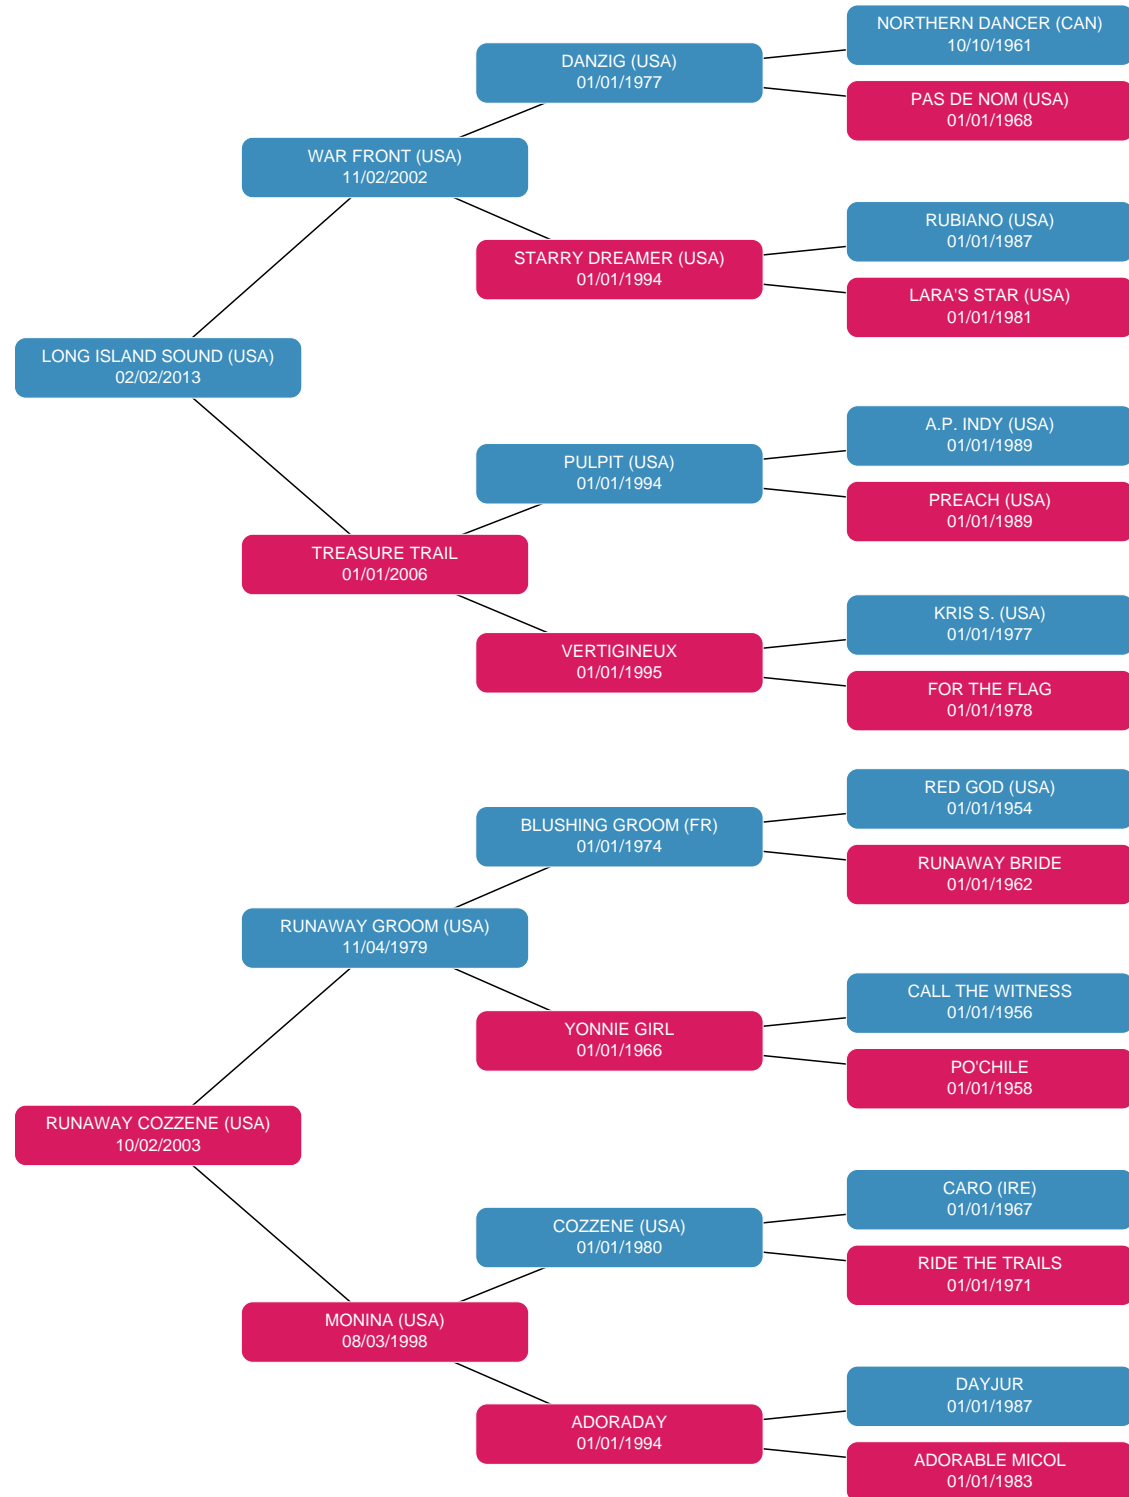 NORTHERN DANCER (CAN)
10/10/1961
DANZIG (USA)
01/01/1977
PAS DE NOM (USA)
01/01/1968
WAR FRONT (USA)
11/02/2002
RUBIANO (USA)
01/01/1987
STARRY DREAMER (USA)
01/01/1994
LARA'S STAR (USA)
01/01/1981
LONG ISLAND SOUND (USA)
02/02/2013
A.P. INDY (USA)
01/01/1989
PULPIT (USA)
01/01/1994
PREACH (USA)
01/01/1989
TREASURE TRAIL
01/01/2006
KRIS S. (USA)
01/01/1977
VERTIGINEUX
01/01/1995
FOR THE FLAG
01/01/1978
RED GOD (USA)
01/01/1954
BLUSHING GROOM (FR)
01/01/1974
RUNAWAY BRIDE
01/01/1962
RUNAWAY GROOM (USA)
11/04/1979
CALL THE WITNESS
01/01/1956
YONNIE GIRL
01/01/1966
PO'CHILE
01/01/1958
RUNAWAY COZZENE (USA)
10/02/2003
CARO (IRE)
01/01/1967
COZZENE (USA)
01/01/1980
RIDE THE TRAILS
01/01/1971
MONINA (USA)
08/03/1998
DAYJUR
01/01/1987
ADORADAY
01/01/1994
ADORABLE MICOL
01/01/1983